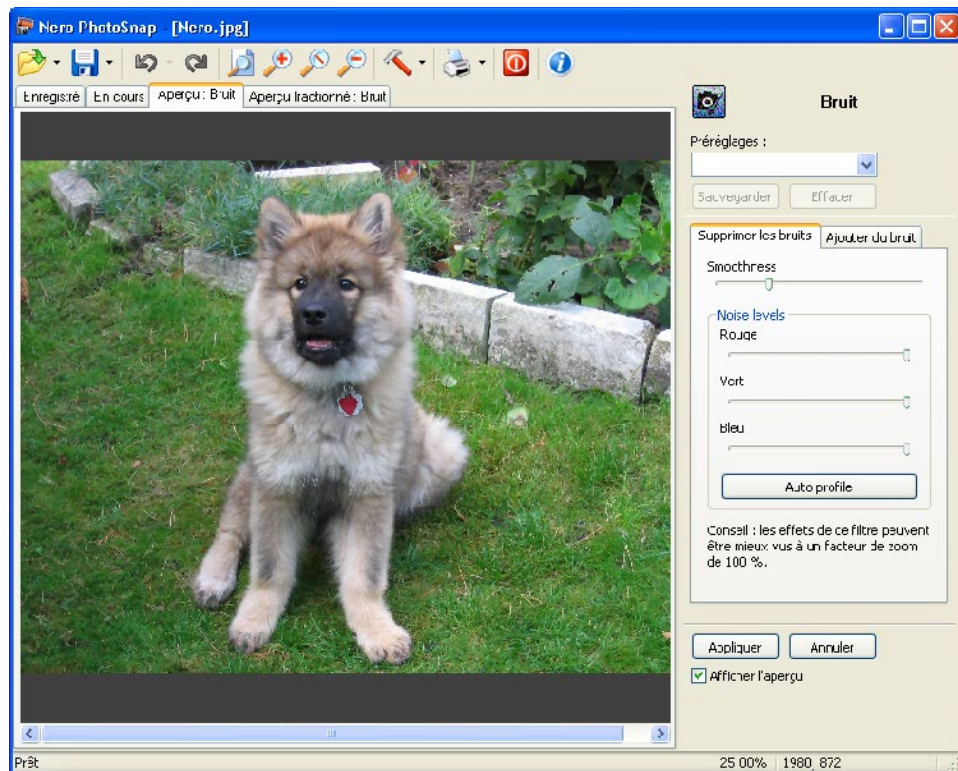 Nero PhotoSnap - [Nero.jpg]
Enregistré
En cours
Aperçu : Bruit
Aperçu fractionné : Bruit
Bruit
Préréglages :
Sauvegarder
Effacer
Supprimer les bruits
Ajouter du bruit
Smoothness
Noise levels
Rouge
Vert
Bleu
Auto profile
Conseil : les effets de ce filtre peuvent
être mieux vus à un facteur de zoom
de 100 %.
Appliquer
Annuler
Afficher l'aperçu
Prêt
25.00%
1980, 872